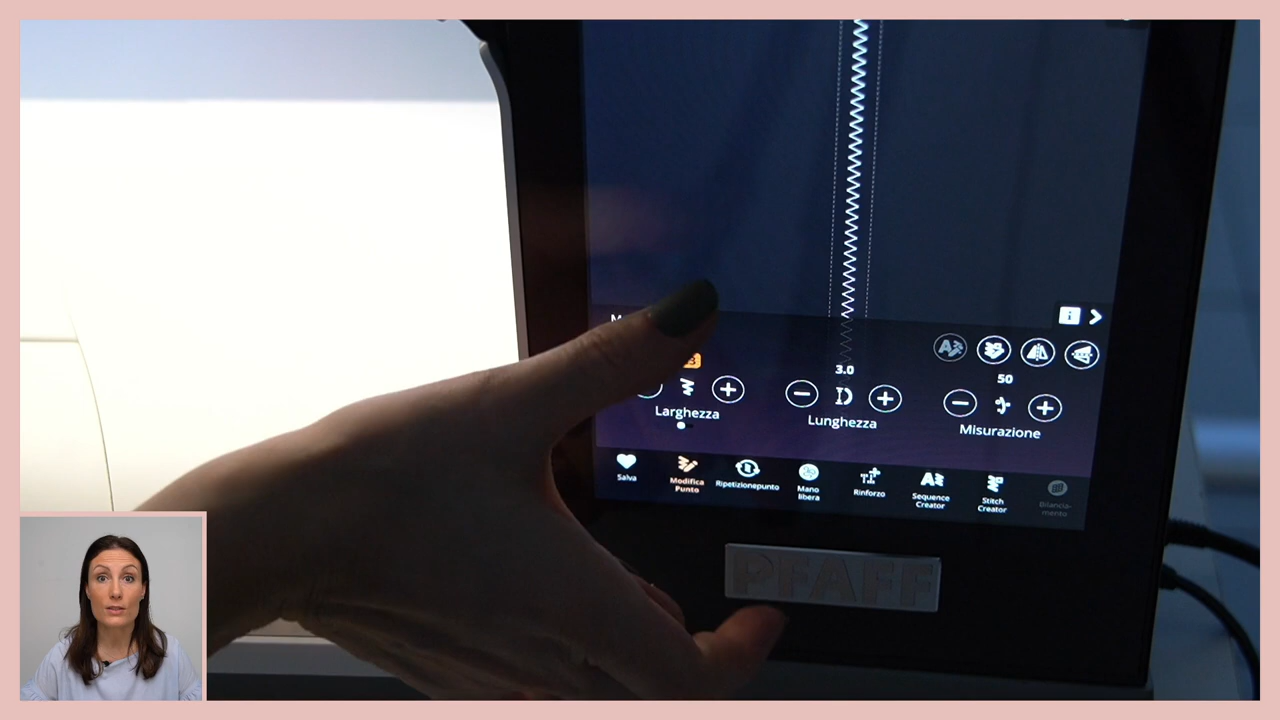 3.0
50
Larghezza
Lunghezza
Misurazione
Salva
Modifica
Punto
Ripetizionepunto
Mano
libera
Rinforzo
Sequence
Creator
Stitch
Creator
Bilancia-
mento
PFAFF